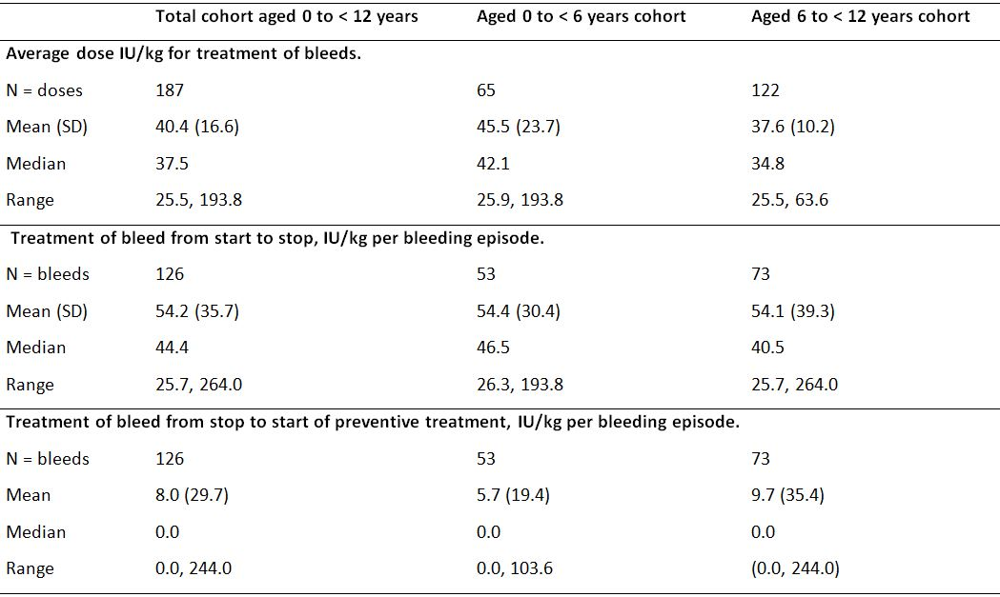 Total cohort aged 0 to < 12 years Aged 0 to < 6 years cohort Aged 6 to < 12 years cohort
Average dose IU/kg for treatment of bleeds.
N = doses 187 65 122
Mean (SD) 40.4 (16.6) 45.5 (23.7) 37.6 (10.2)
Median 37.5 42.1 34.8
Range 25.5, 193.8 25.9, 193.8 25.5, 63.6
Treatment of bleed from start to stop, IU/kg per bleeding episode.
N = bleeds 126 53 73
Mean (SD) 54.2 (35.7) 54.4 (30.4) 54.1 (39.3)
Median 44.4 46.5 40.5
Range 25.7, 264.0 26.3, 193.8 25.7, 264.0
Treatment of bleed from stop to start of preventive treatment, IU/kg per bleeding episode.
N = bleeds 126 53 73
Mean 8.0 (29.7) 5.7 (19.4) 9.7 (35.4)
Median 0.0 0.0 0.0
Range 0.0, 244.0 0.0, 103.6 (0.0, 244.0)